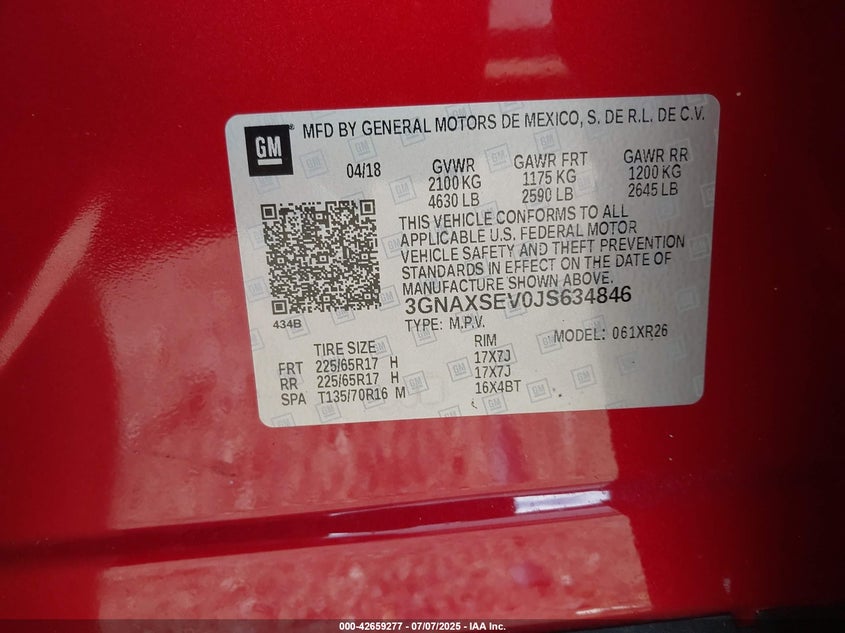 GM
MFD BY GENERAL MOTORS DE MEXICO, S. DE R.L. DE C.V.
04/18 GVWR GAWR FRT GAWR RR
2100 KG 1175 KG 1200 KG
4630 LB 2590 LB 2645 LB
THIS VEHICLE CONFORMS TO ALL
APPLICABLE U.S. FEDERAL MOTOR
VEHICLE SAFETY AND THEFT PREVENTION
STANDARDS IN EFFECT ON THE DATE OF
MANUFACTURE SHOWN ABOVE.
434B
3GNAXSEV0JS634846
TYPE: M.P.V. MODEL: 061XR26
TIRE SIZE RIM
FRT 225/65R17 H 17X7J
RR 225/65R17 H 17X7J
SPA T135/70R16 M 16X4BT
000-42659277 - 07/07/2025 - IAA Inc.